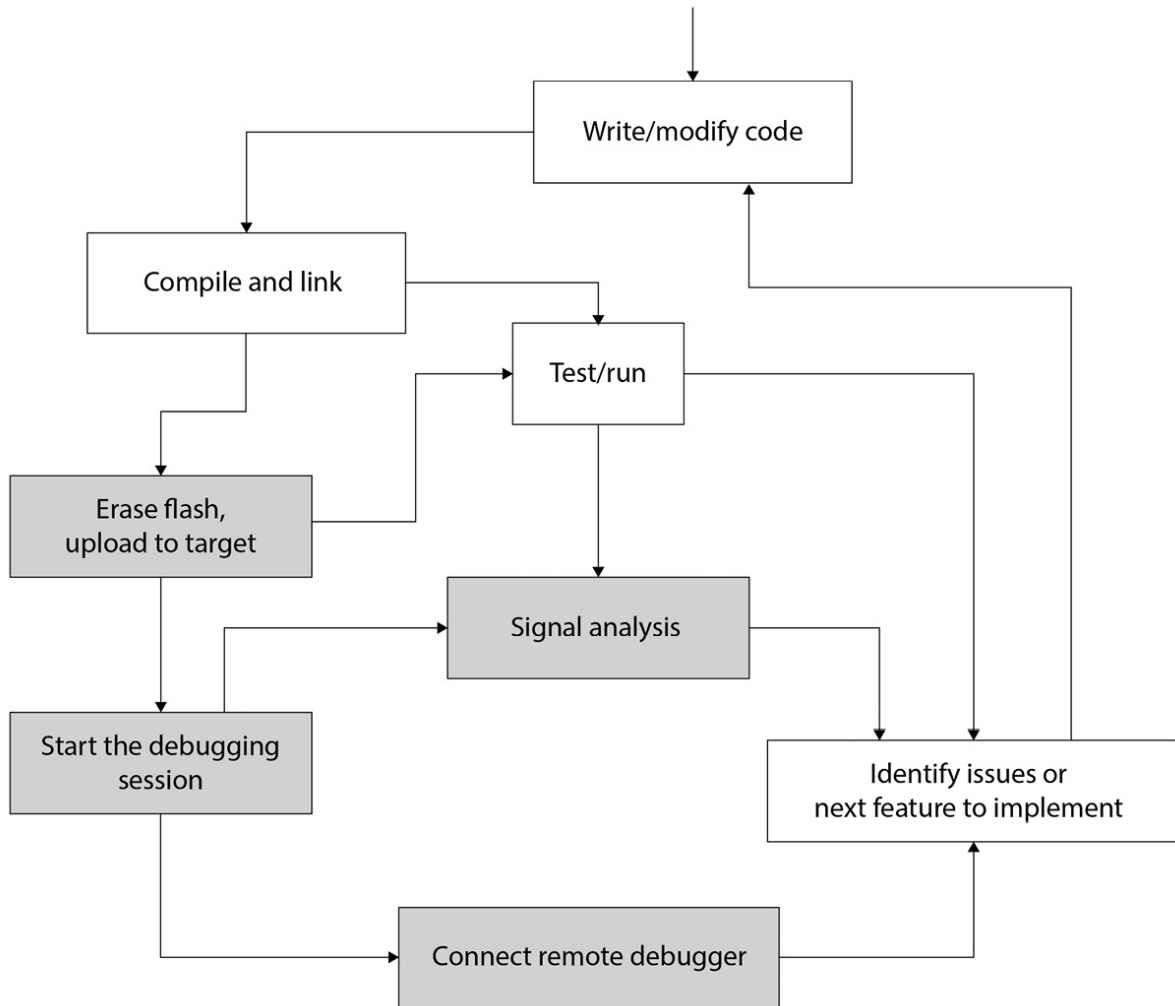 Write/modify code
Compile and link
Test/run
Erase flash,
upload to target
Signal analysis
Start the debugging
session
Identify issues or
next feature to implement
Connect remote debugger